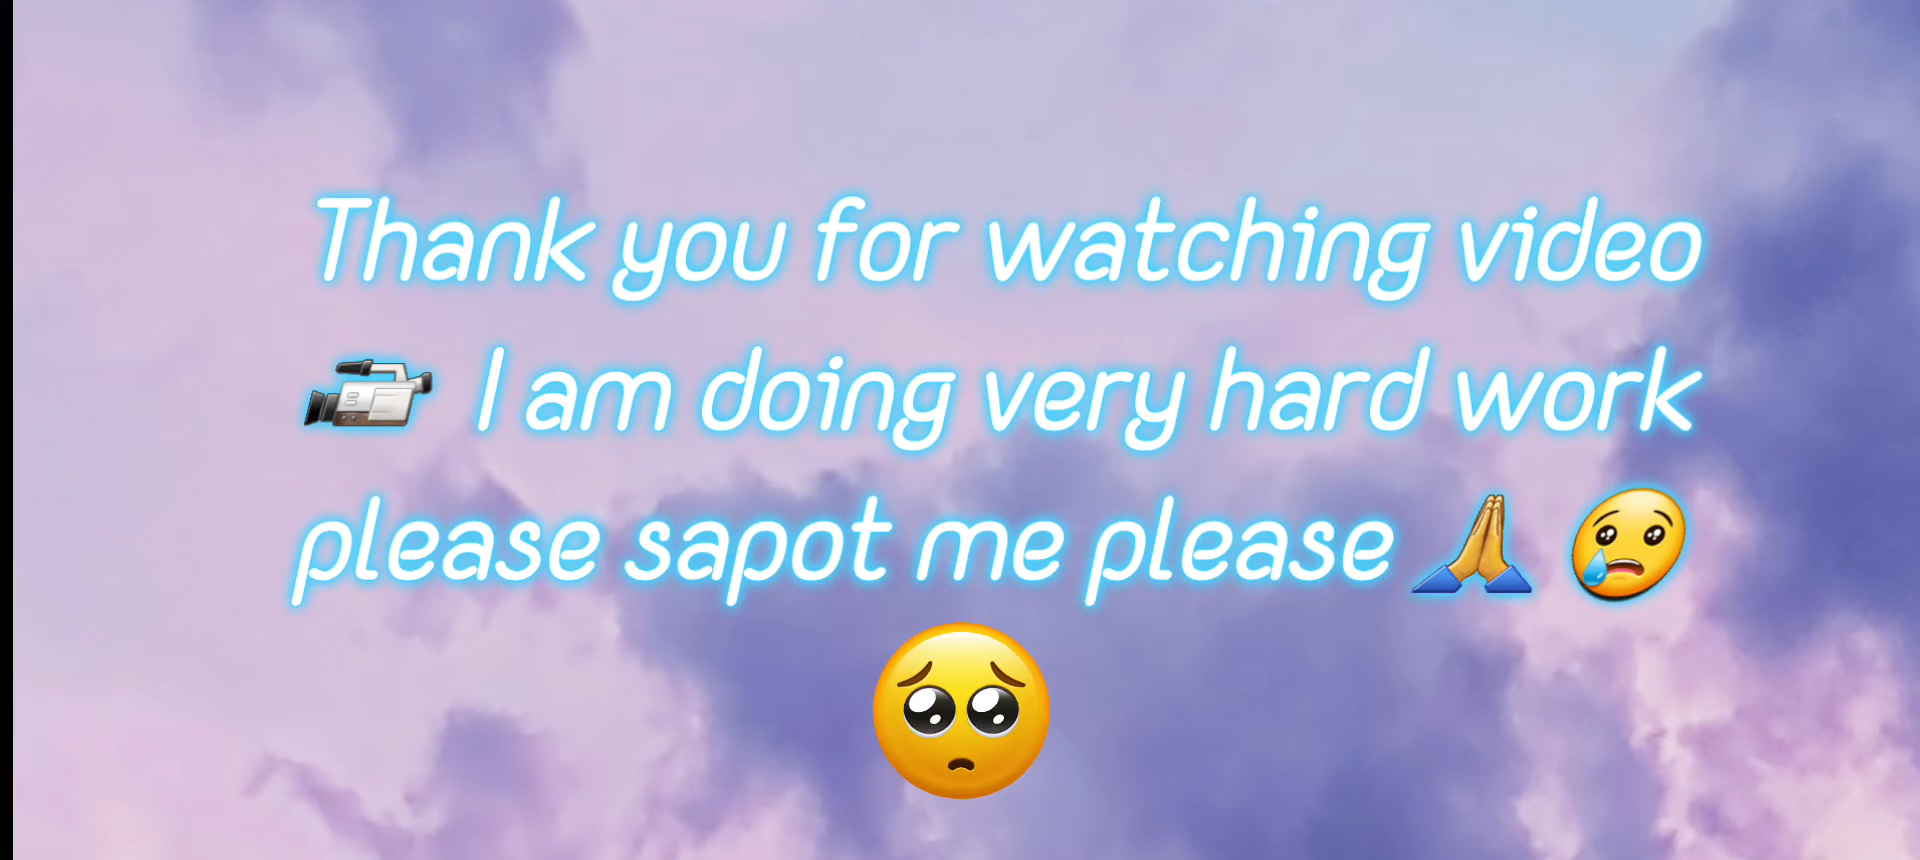 Thank you for watching video
🎥 I am doing very hard work
please sapot me please 🙏 😢
🥺